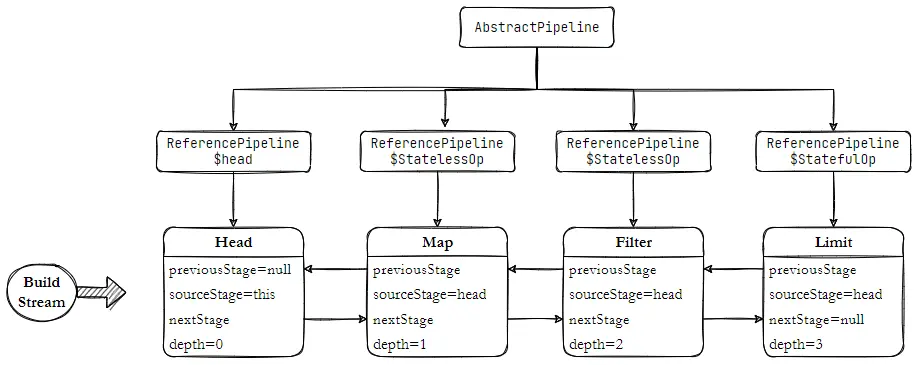 AbstractPipeline
ReferencePipeline
$head
ReferencePipeline
$StatelessOp
ReferencePipeline
$StatelessOp
ReferencePipeline
$StatefulOp
Build
Stream
Head
previousStage=null
sourceStage=this
nextStage
depth=0
Map
previousStage
sourceStage=head
nextStage
depth=1
Filter
previousStage
sourceStage=head
nextStage
depth=2
Limit
previousStage
sourceStage=head
nextStage=null
depth=3